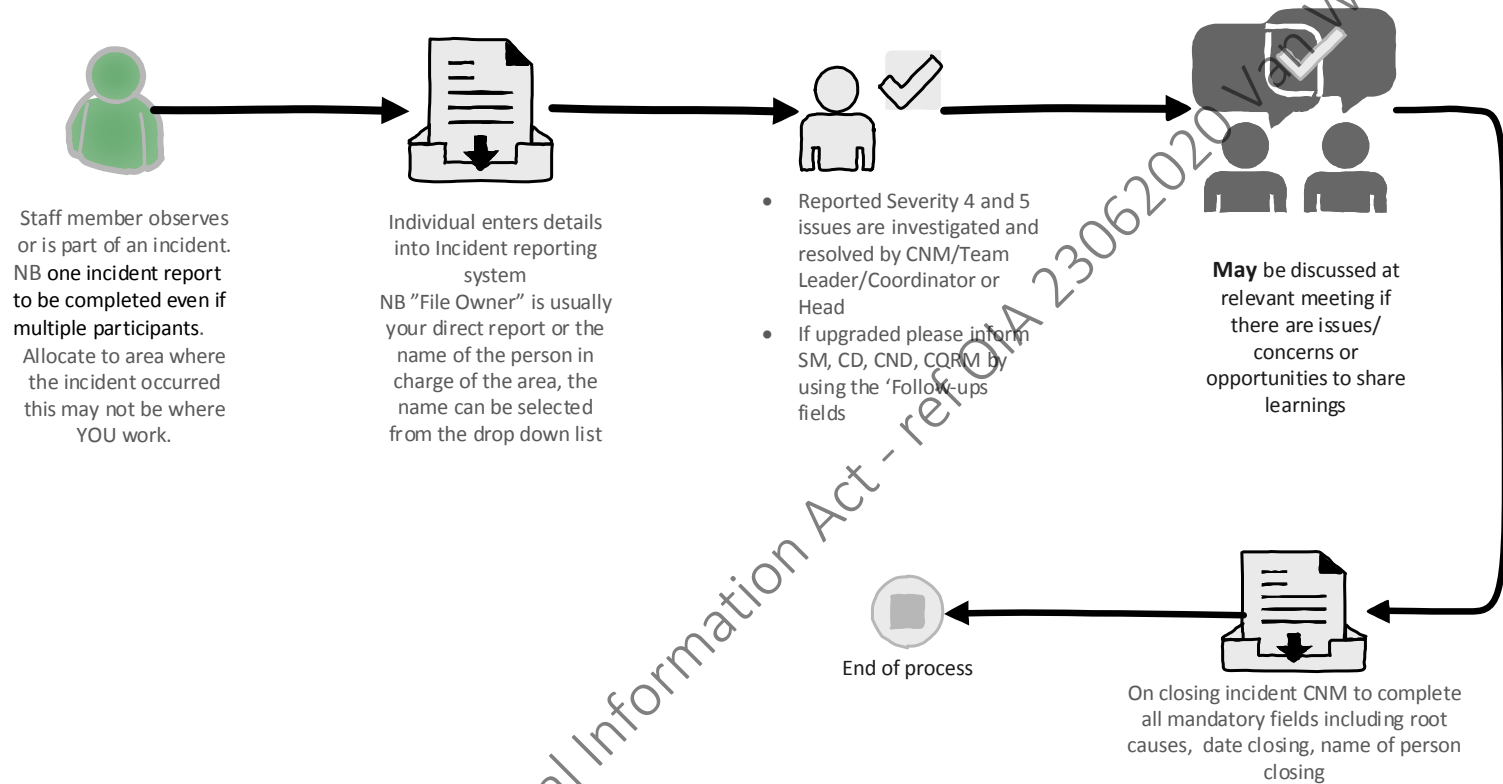 Staff member observes
or is part of an incident.
NB one incident report
to be completed even if
multiple participants.
Allocate to area where
the incident occurred
this may not be where
YOU work.
Individual enters details
into Incident reporting
system
NB "File Owner" is usually
your direct report or the
name of the person in
charge of the area, the
name can be selected
from the drop down list
• Reported Severity 4 and 5
issues are investigated and
resolved by CNM/Team
Leader/Coordinator or
Head
• If upgraded please inform
SM, CD, CND, CQRM by
using the 'Follow-ups
fields
May be discussed at
relevant meeting if
there are issues/
concerns or
opportunities to share
learnings
End of process
On closing incident CNM to complete
all mandatory fields including root
causes, date closing, name of person
closing
Information Act - ref OIA 23062020 Van